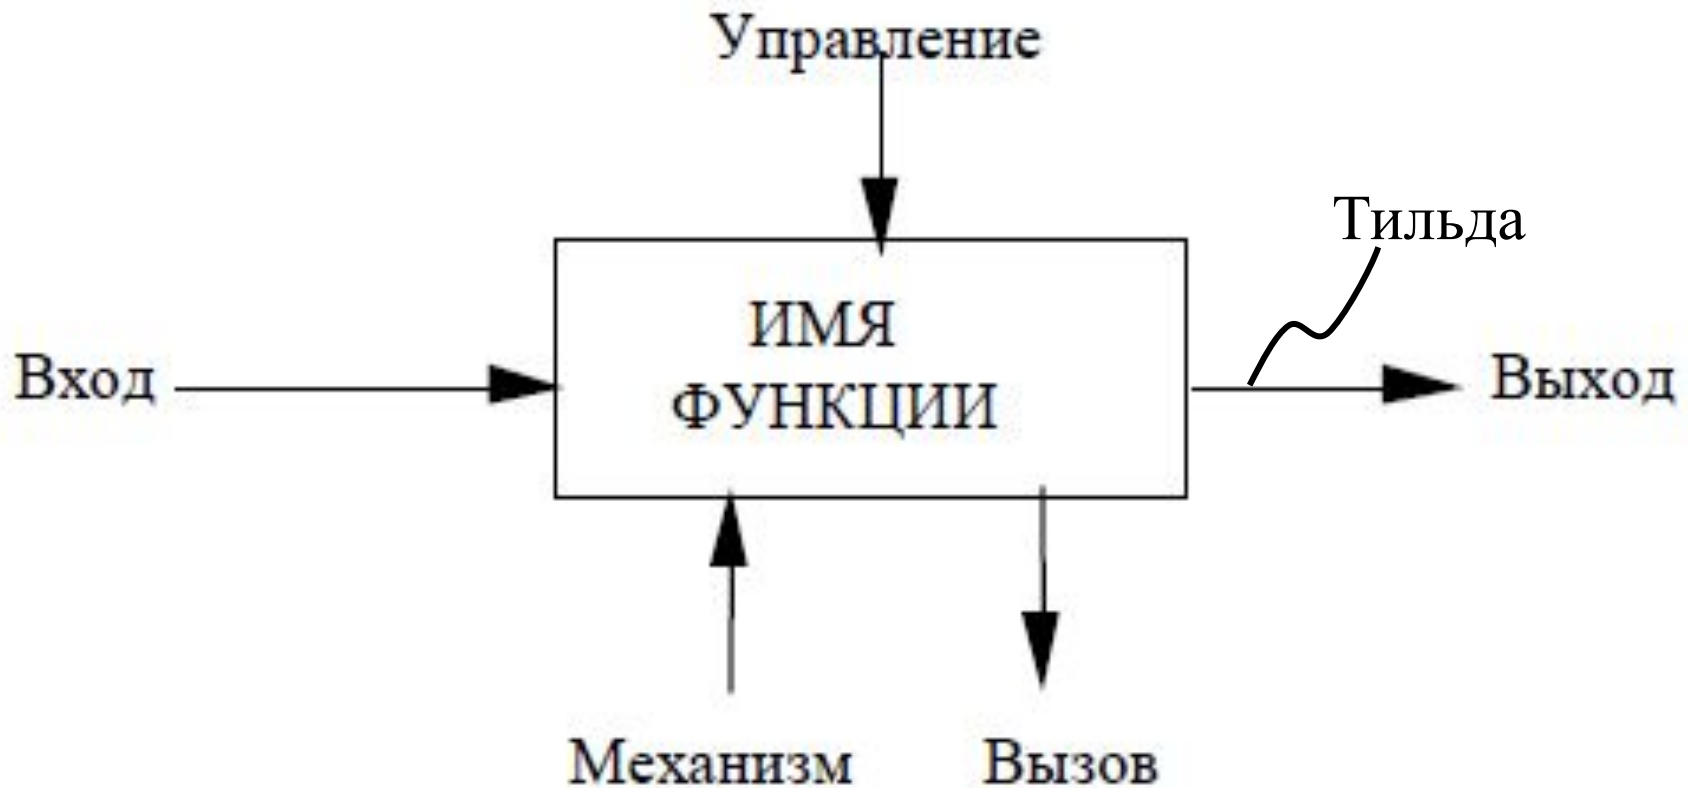 Управление
Тильда
ИМЯ
ФУНКЦИИ
Вход
Выход
Механизм
Вызов